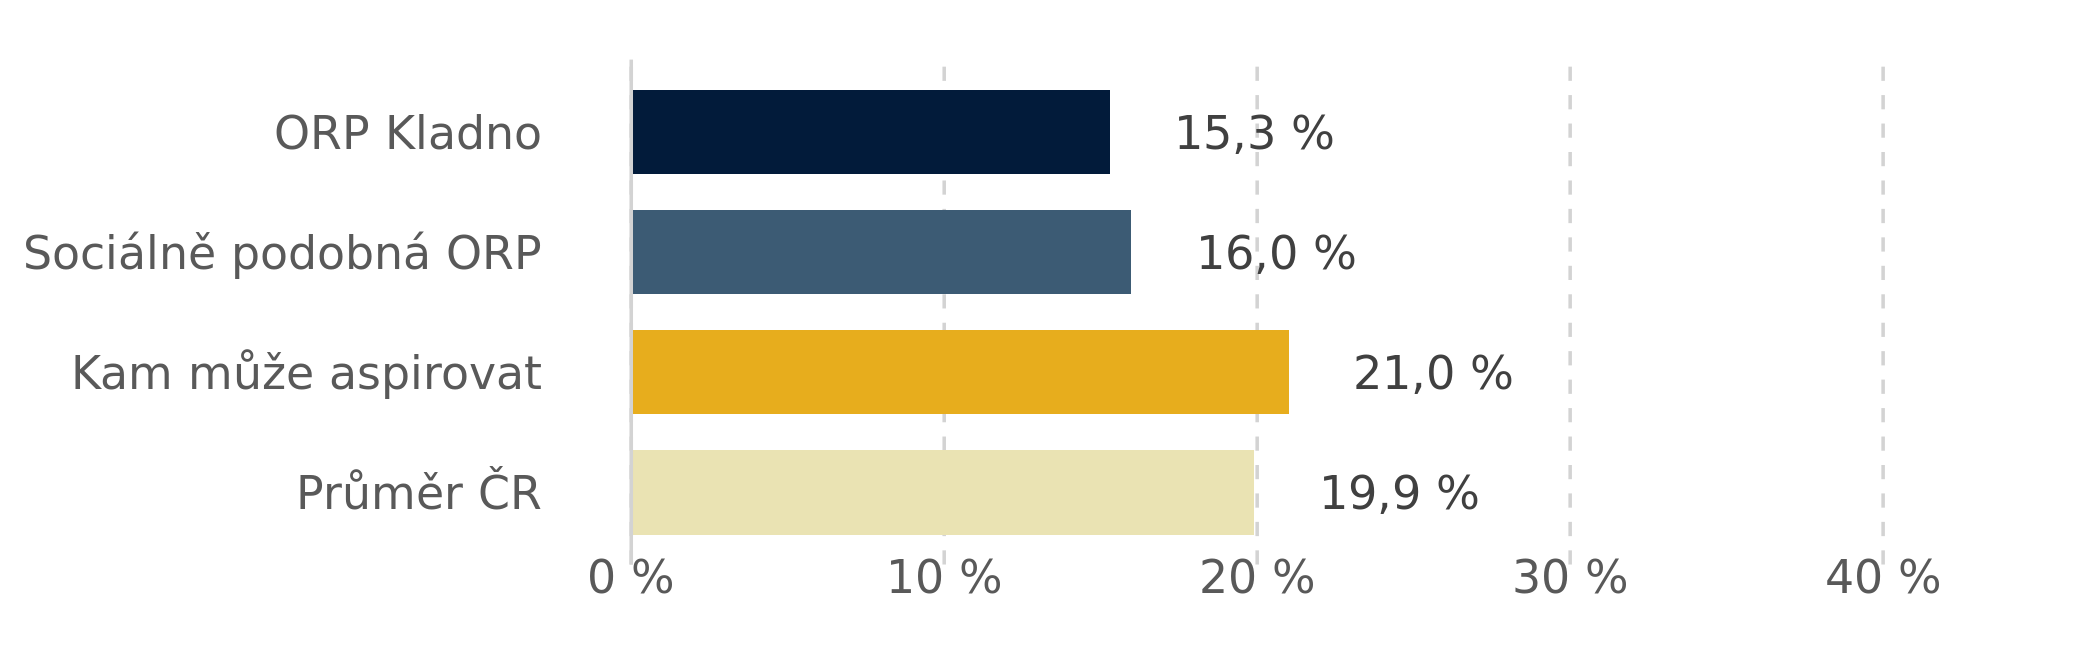 ORP Kladno 15,3 %
Sociálně podobná ORP 16,0 %
Kam může aspirovat 21,0 %
Průměr ČR 19,9 %
0 % 10 % 20 % 30 % 40 %